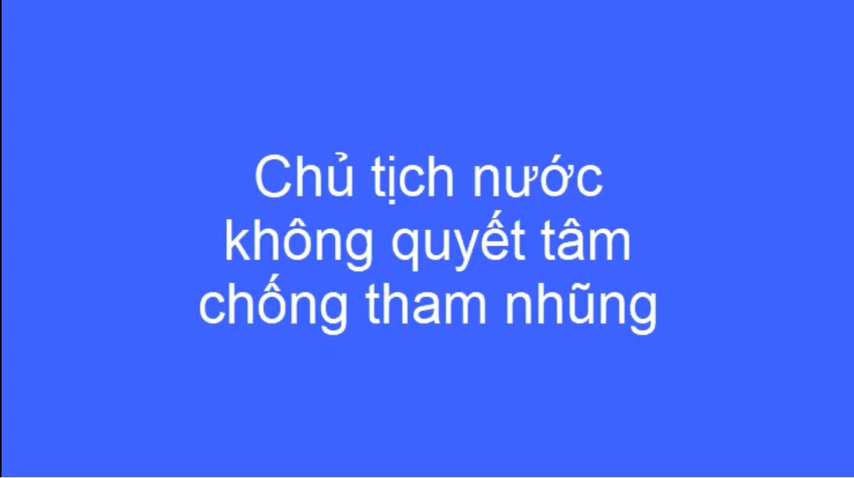 Chủ tịch nước
không quyết tâm
chống tham nhũng